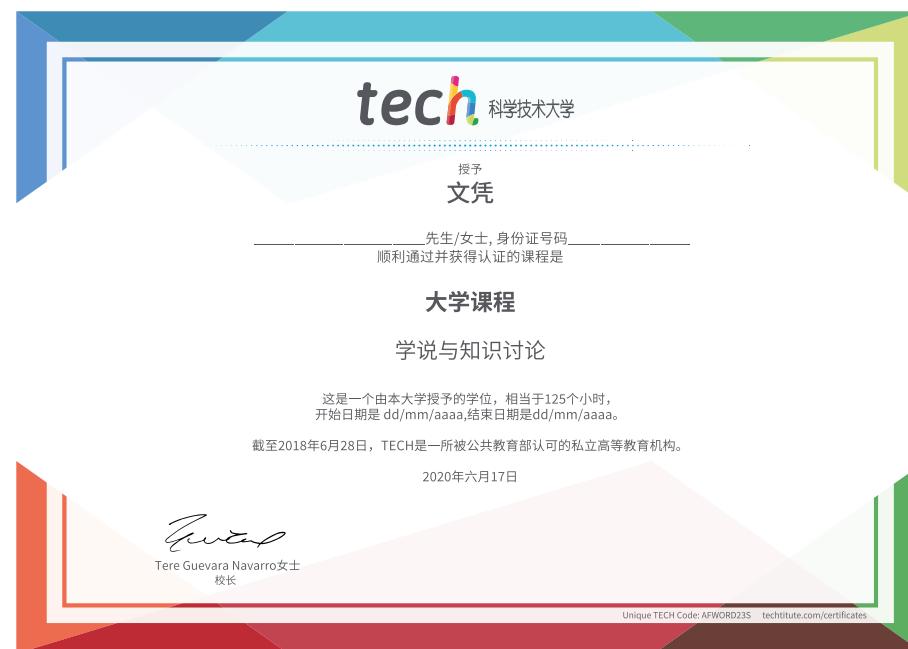 tech 科学技术大学
授予
文凭
____________________先生/女士, 身份证号码______________
顺利通过并获得认证的课程是
大学课程
学说与知识讨论
这是一个由本大学授予的学位，相当于125个小时，
开始日期是 dd/mm/aaaa,结束日期是dd/mm/aaaa。
截至2018年6月28日，TECH是一所被公共教育部认可的私立高等教育机构。
2020年六月17日
Tere Guevara Navarro女士
校长
Unique TECH Code: AFWORD23S techtitute.com/certificates